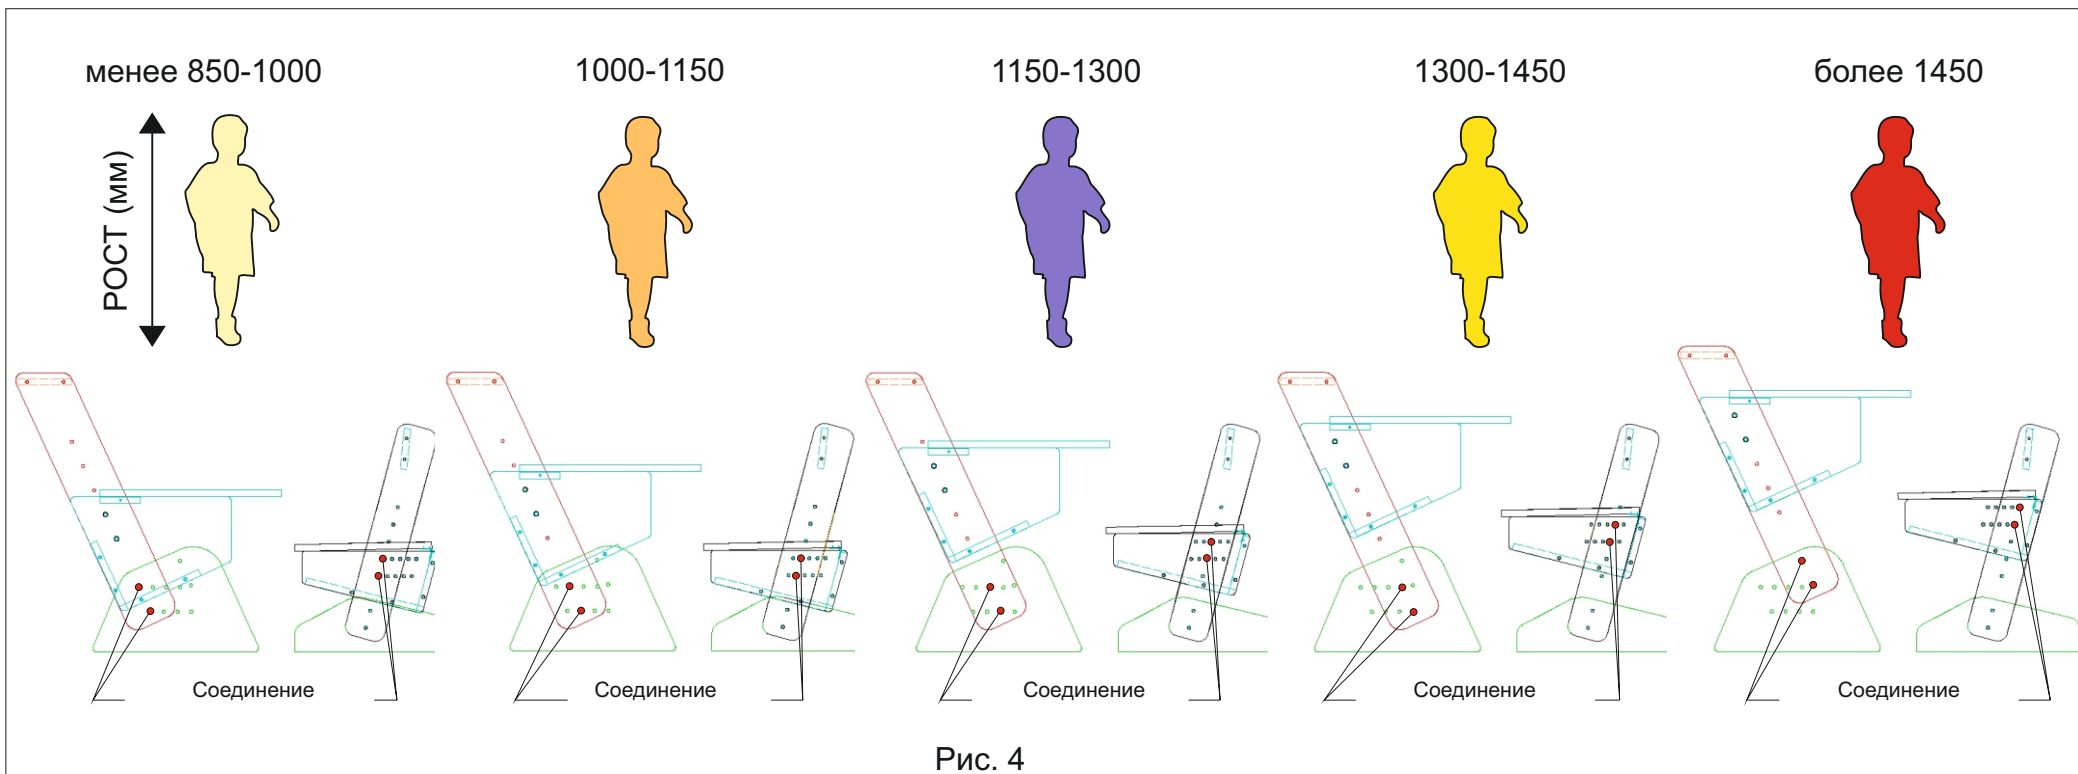 менее 850-1000
1000-1150
1150-1300
1300-1450
более 1450
РОСТ (мм)
Соединение
Соединение
Соединение
Соединение
Соединение
Рис. 4